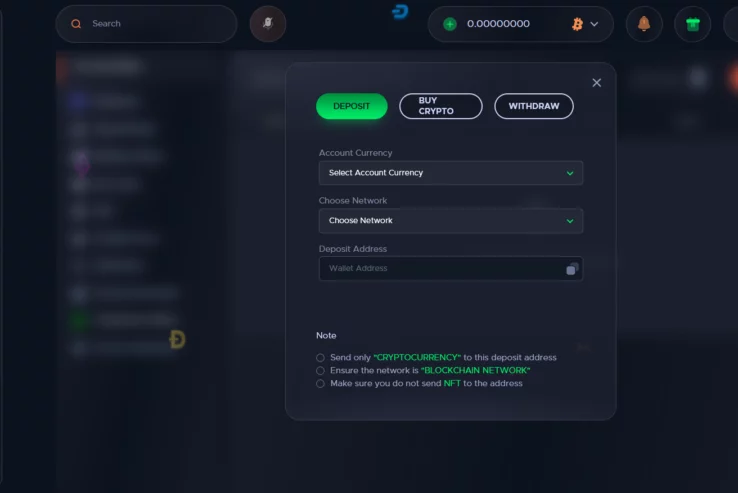 Search
0.00000000
DEPOSIT
BUY
CRYPTO
WITHDRAW
Account Currency
Select Account Currency
Choose Network
Choose Network
Deposit Address
Wallet Address
Note
Send only "CRYPTOCURRENCY" to this deposit address
Ensure the network is "BLOCKCHAIN NETWORK"
Make sure you do not send NFT to the address